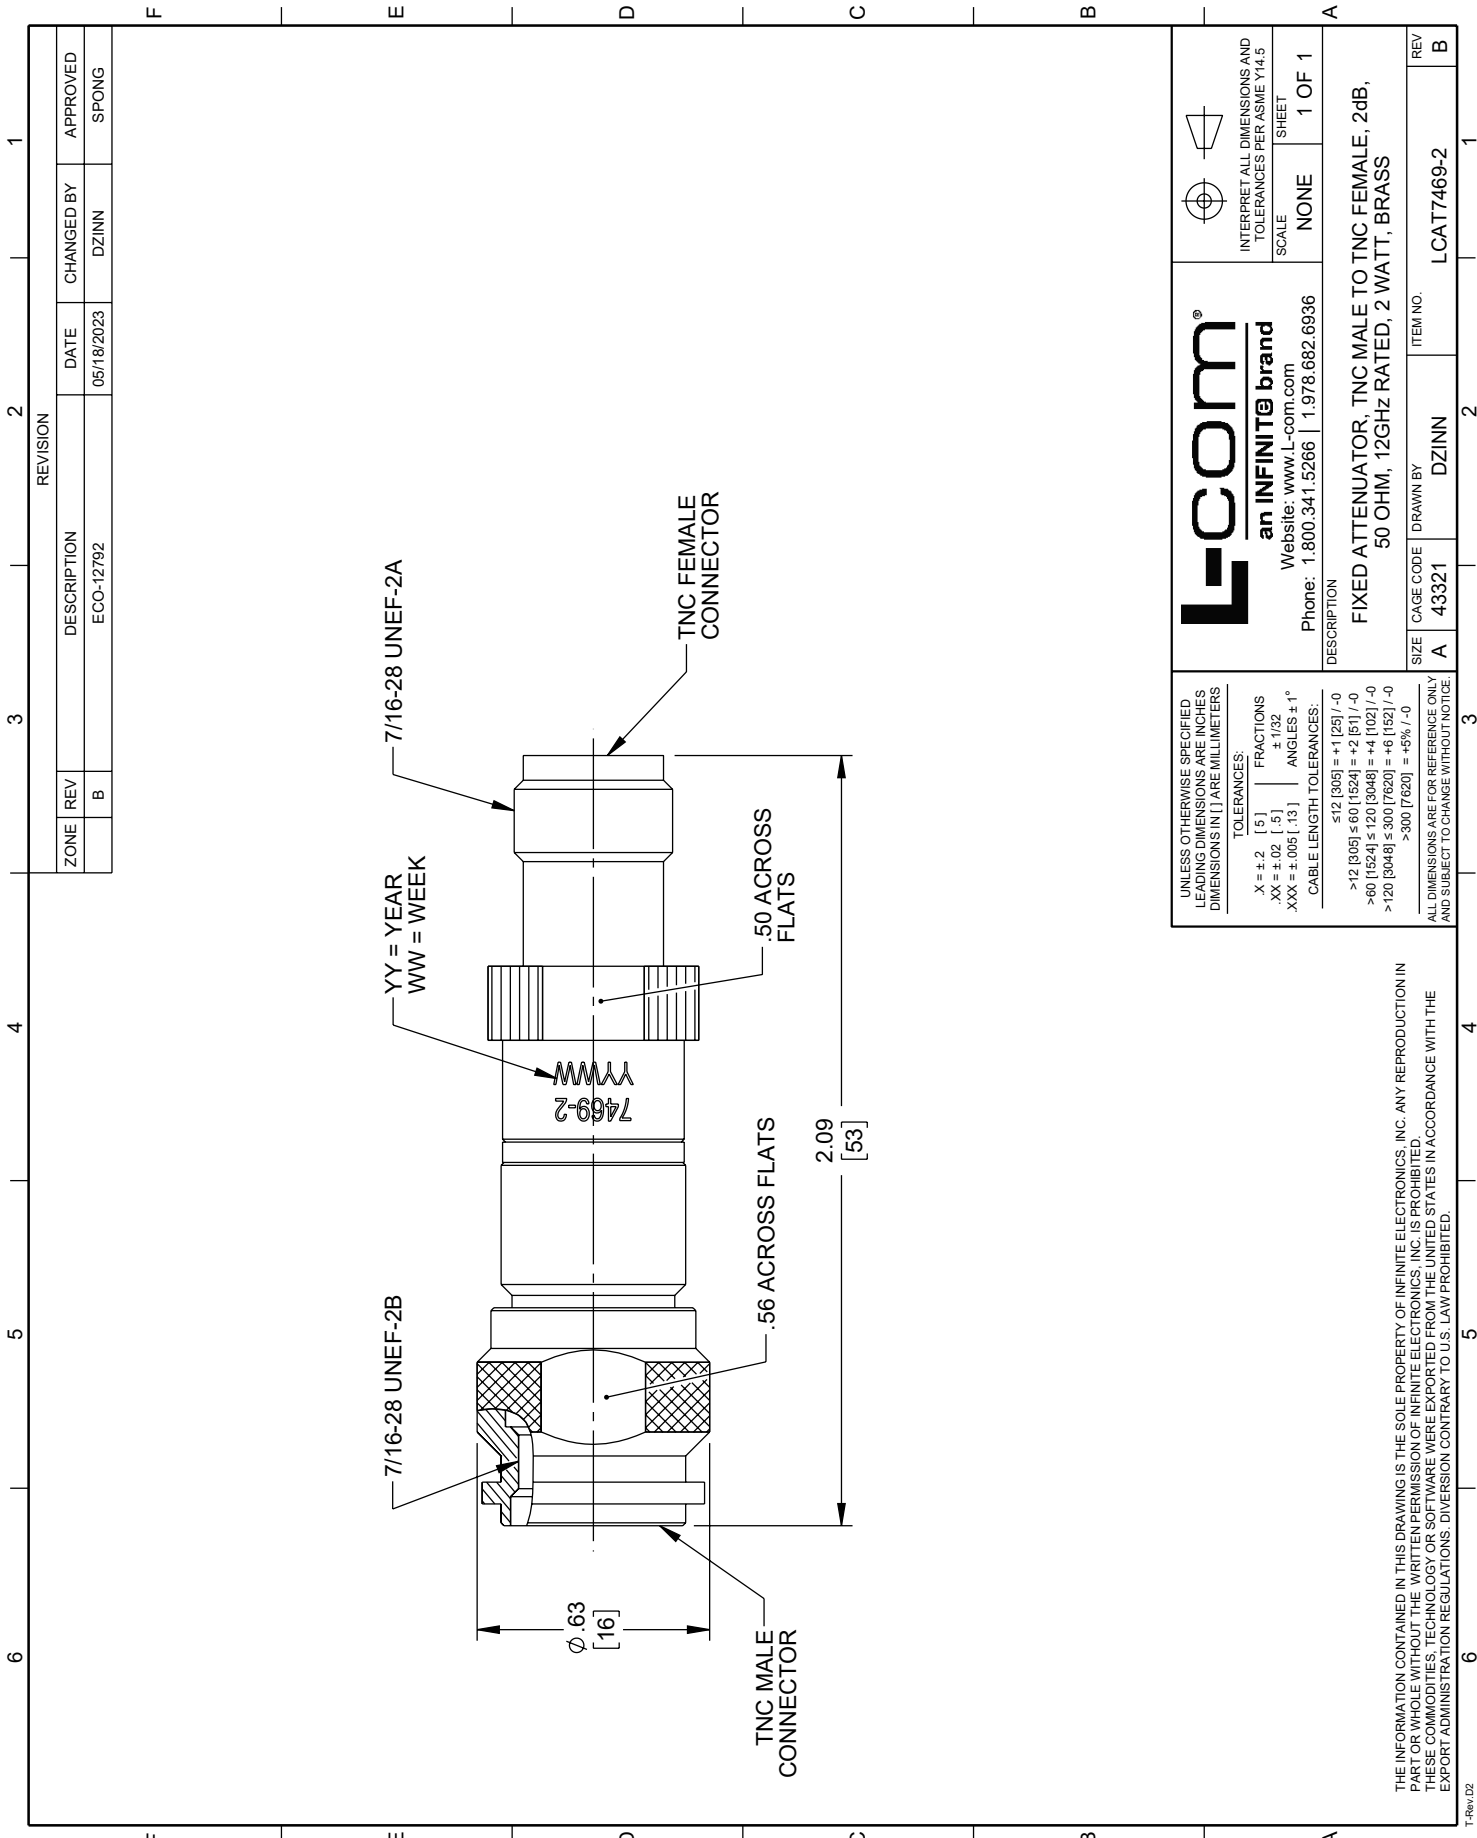 6
5
4
3
2
1
F
E
D
C
B
A
REVISION
ZONE REV DESCRIPTION DATE CHANGED BY APPROVED
B ECO-12792 05/18/2023 DZINN SPONG
7/16-28 UNEF-2B
YY = YEAR
WW = WEEK
7/16-28 UNEF-2A
Ø.63
[16]
7469-2
YYWW
TNC MALE
CONNECTOR
.56 ACROSS FLATS
.50 ACROSS
FLATS
TNC FEMALE
CONNECTOR
2.09
[53]
UNLESS OTHERWISE SPECIFIED
LEADING DIMENSIONS ARE INCHES
DIMENSIONS IN [ ] ARE MILLIMETERS
TOLERANCES:
.X = ± .2 [ 5 ] FRACTIONS
.XX = ± .02 [ .5 ] ± 1/32
.XXX = ± .005 [ .13 ] ANGLES ± 1°
CABLE LENGTH TOLERANCES:
≤12 [305] = +1 [25] / -0
>12 [305] ≤ 60 [1524] = +2 [51] / -0
>60 [1524] ≤ 120 [3048] = +4 [102] / -0
>120 [3048] ≤ 300 [7620] = +6 [152] / -0
>300 [7620] = +5% / -0
ALL DIMENSIONS ARE FOR REFERENCE ONLY
AND SUBJECT TO CHANGE WITHOUT NOTICE.
L-com®
an INFINITE brand
Website: www.L-com.com
Phone: 1.800.341.5266 | 1.978.682.6936
INTERPRET ALL DIMENSIONS AND
TOLERANCES PER ASME Y14.5
SCALE NONE
SHEET 1 OF 1
DESCRIPTION
FIXED ATTENUATOR, TNC MALE TO TNC FEMALE, 2dB,
50 OHM, 12GHz RATED, 2 WATT, BRASS
SIZE A
CAGE CODE 43321
DRAWN BY DZINN
ITEM NO. LCAT7469-2
REV B
THE INFORMATION CONTAINED IN THIS DRAWING IS THE SOLE PROPERTY OF INFINITE ELECTRONICS, INC. ANY REPRODUCTION IN
PART OR WHOLE WITHOUT THE WRITTEN PERMISSION OF INFINITE ELECTRONICS, INC. IS PROHIBITED.
THESE COMMODITIES, TECHNOLOGY OR SOFTWARE WERE EXPORTED FROM THE UNITED STATES IN ACCORDANCE WITH THE
EXPORT ADMINISTRATION REGULATIONS. DIVERSION CONTRARY TO U.S. LAW PROHIBITED.
T-Rev.D2
6
5
4
3
2
1